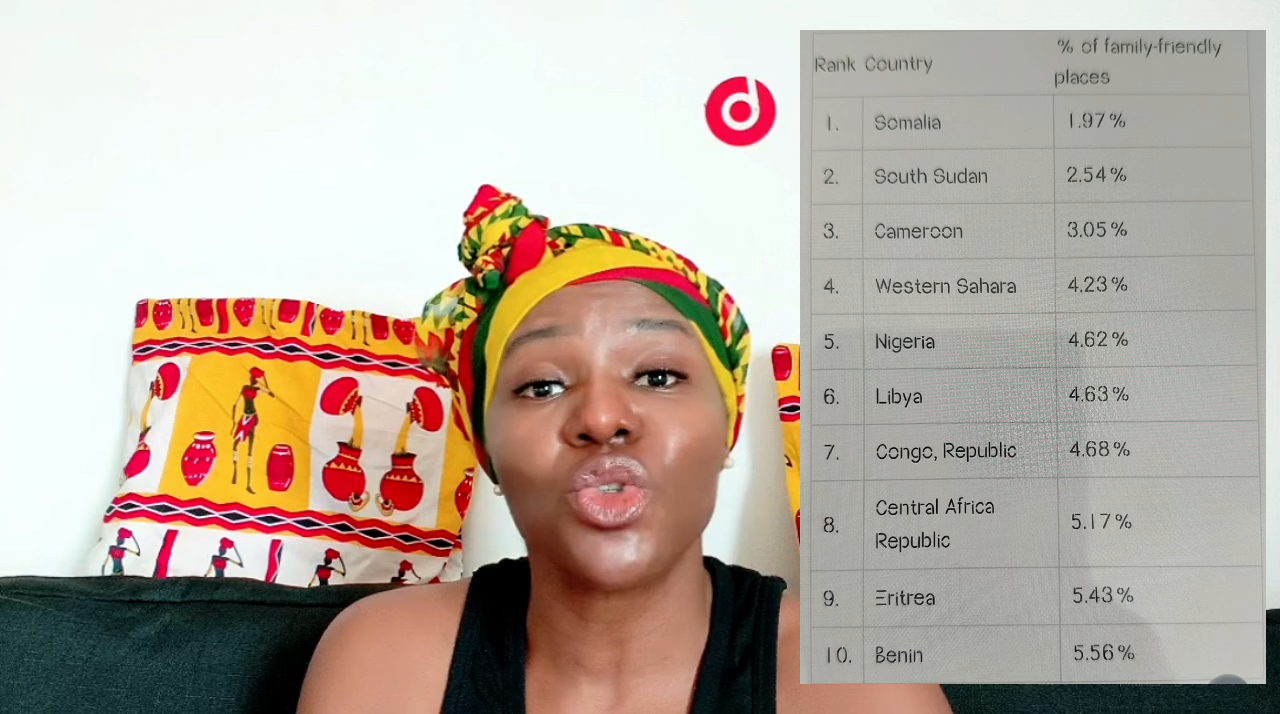 Rank Country % of family-friendly
places
1. Somalia 1.97%
2. South Sudan 2.54%
3. Cameroon 3.05%
4. Western Sahara 4.23%
5. Nigeria 4.62%
6. Libya 4.63%
7. Congo, Republic 4.68%
8. Central Africa
Republic 5.17%
9. Eritrea 5.43%
10. Benin 5.56%